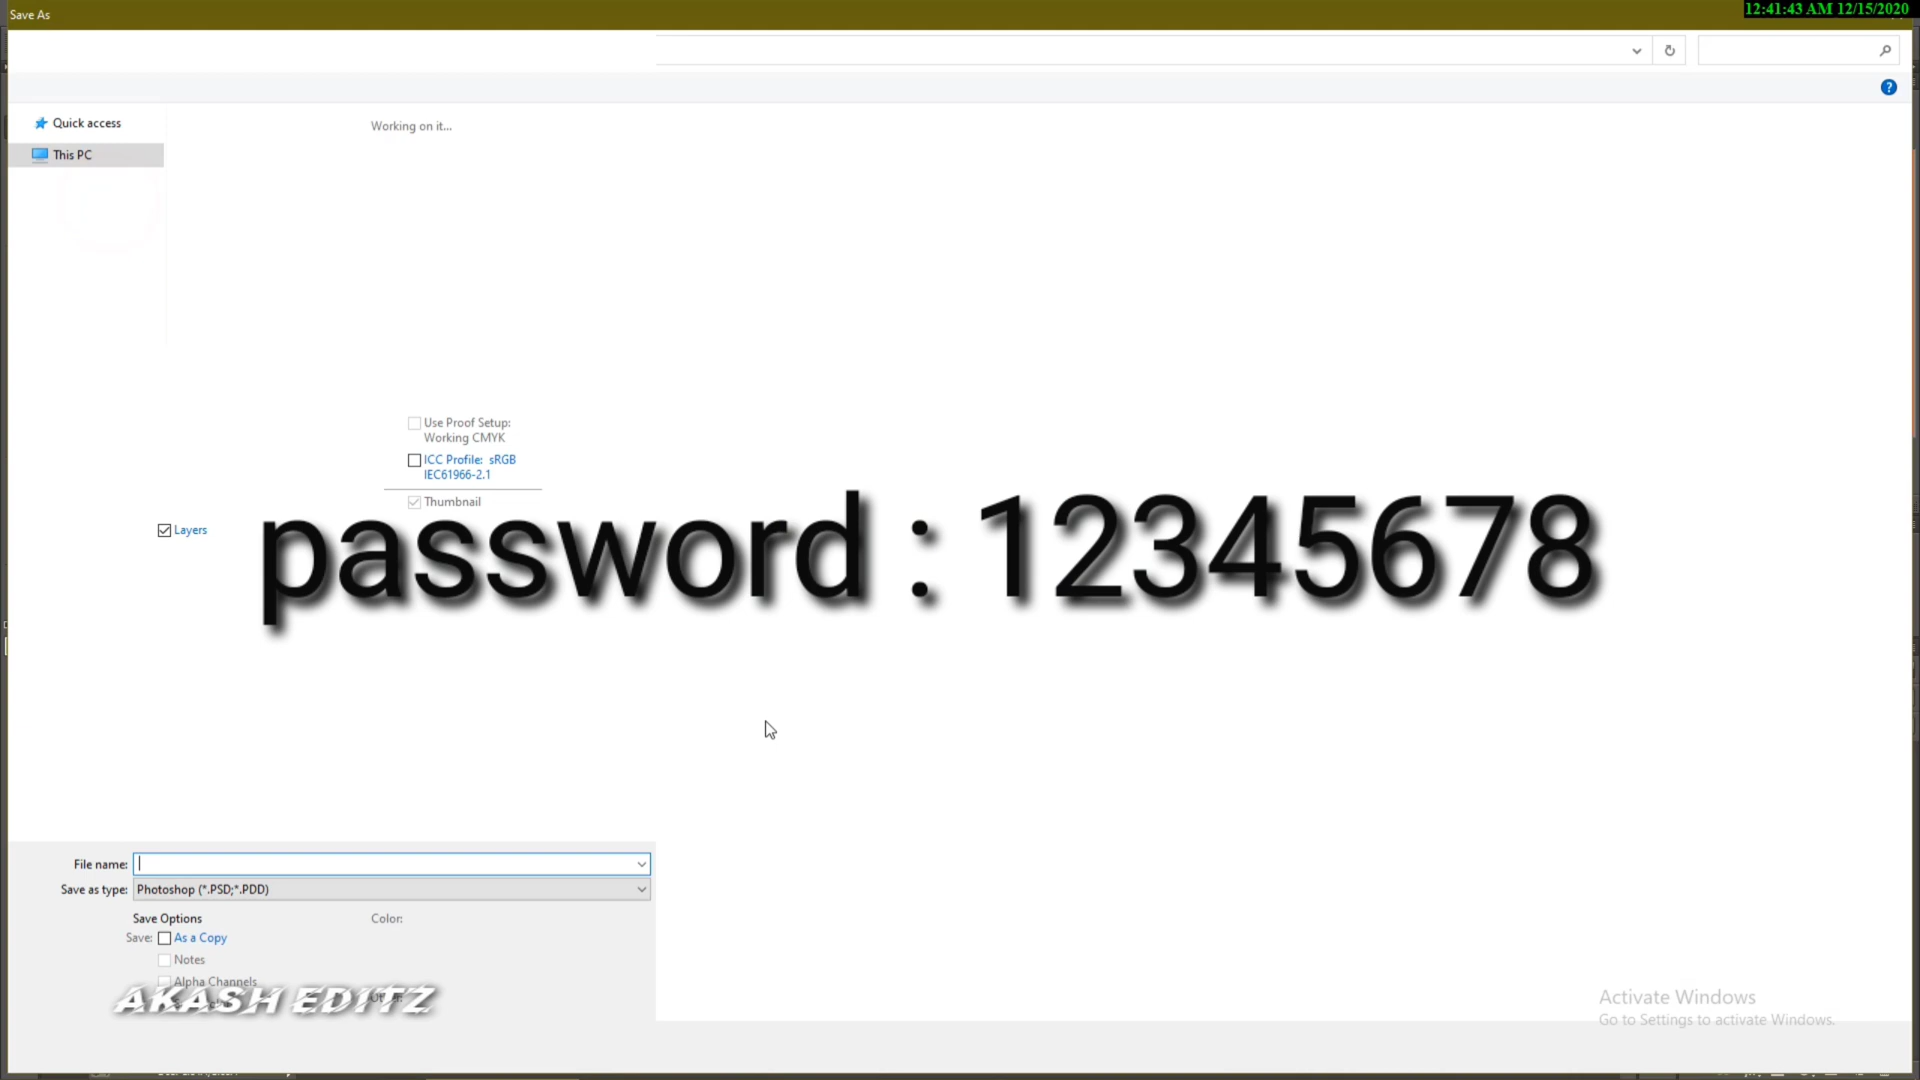 Save As
12:41:43 AM 12/15/2020
Quick access
Working on it...
This PC
Use Proof Setup:
Working CMYK
ICC Profile: sRGB
IEC61966-2.1
Thumbnail
Layers
password : 12345678
File name:
Save as type: Photoshop (*.PSD;*.PDD)
Save Options
Color:
Save: As a Copy
Notes
Alpha Channels
AKASH EDITZ
Activate Windows
Go to Settings to activate Windows.